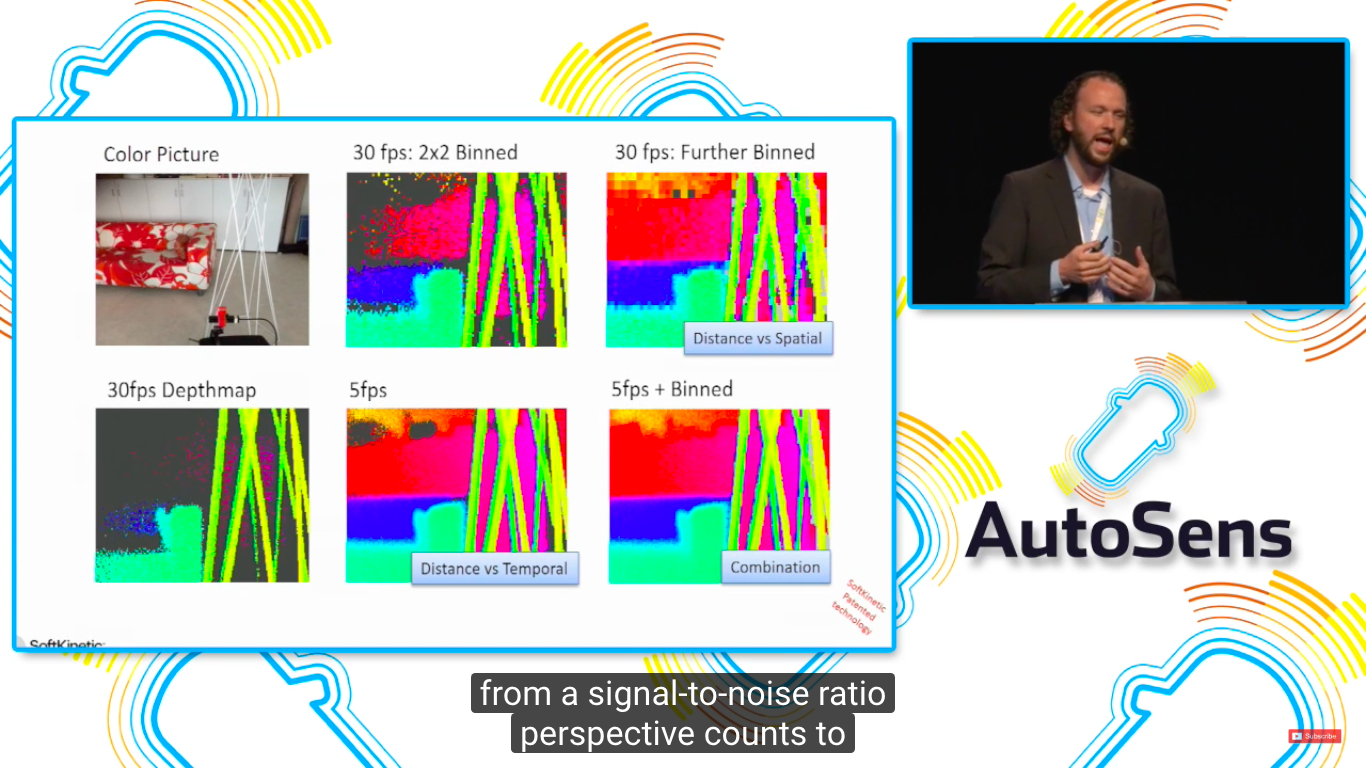 Color Picture
30 fps: 2x2 Binned
30 fps: Further Binned
Distance vs Spatial
30fps Depthmap
5fps
5fps + Binned
Distance vs Temporal
Combination
SoftKinetic
Patented
technology
SoftKinetic
AutoSens
from a signal-to-noise ratio
perspective counts to
Subscribe